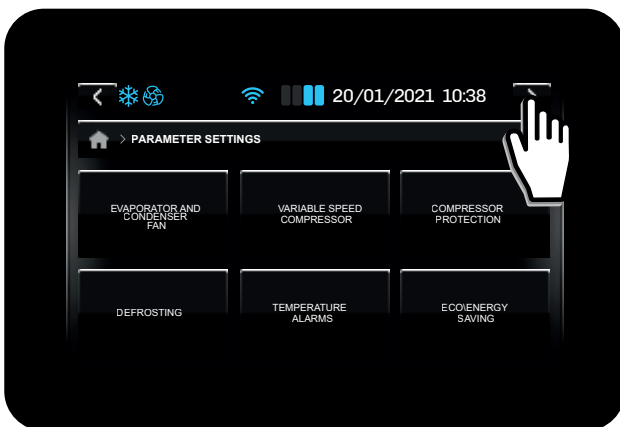 20/01/2021 10:38
> PARAMETER SETTINGS
EVAPORATOR AND
CONDENSER
FAN
VARIABLE SPEED
COMPRESSOR
COMPRESSOR
PROTECTION
DEFROSTING
TEMPERATURE
ALARMS
ECO\ENERGY
SAVING